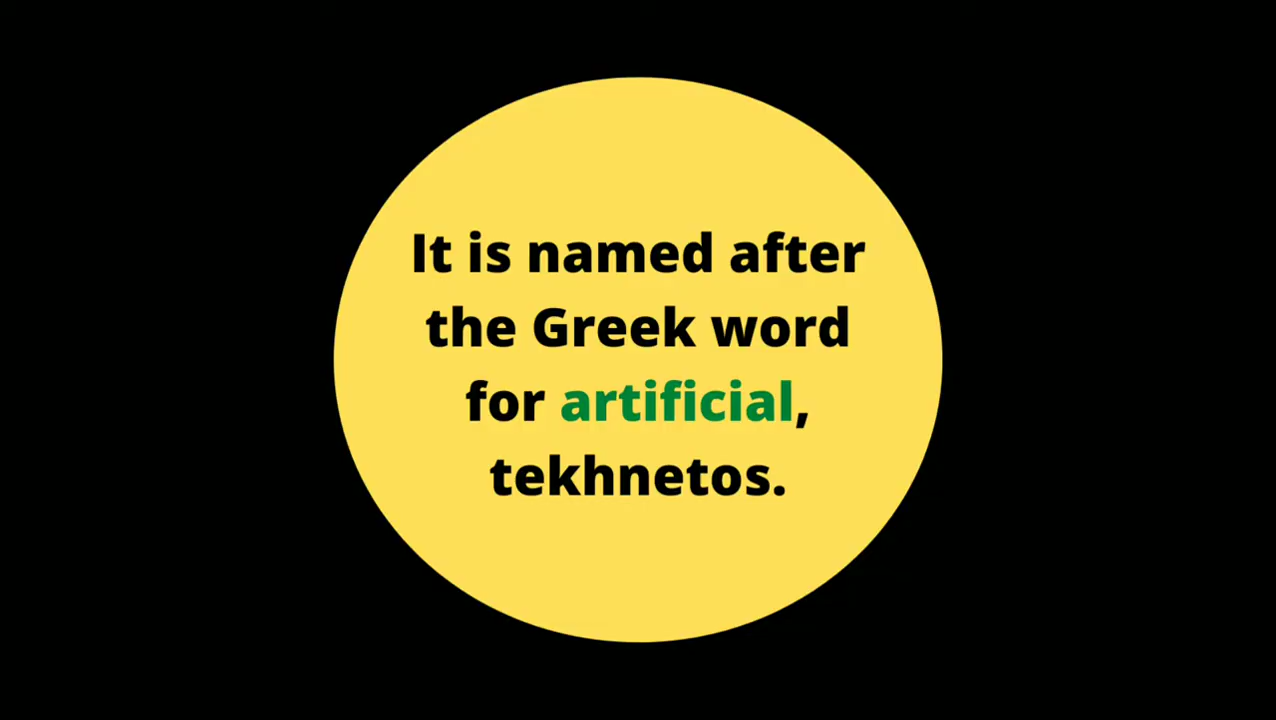 It is named after
the Greek word
for artificial,
tekhnetos.